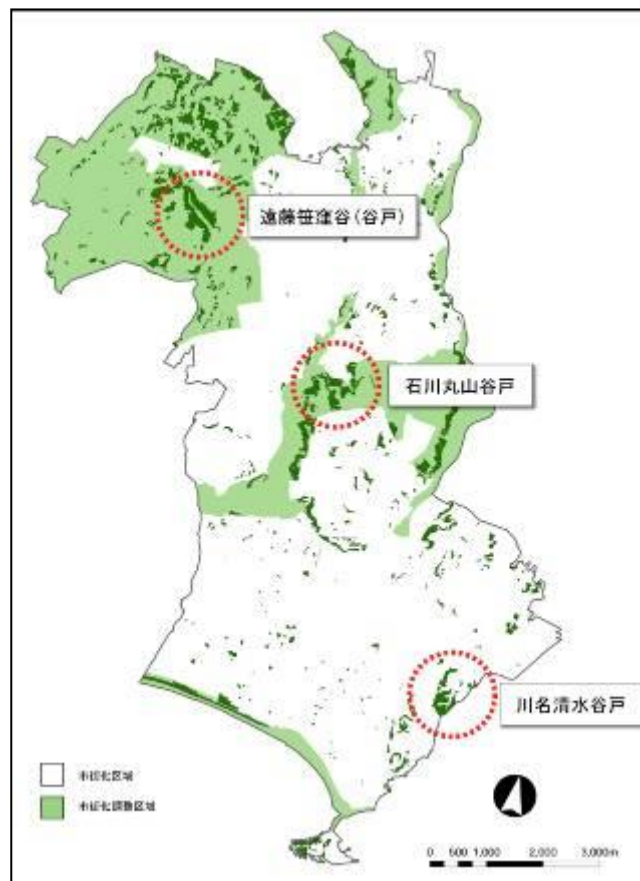 遠藤笹窪谷(谷戸)
石川丸山谷戸
川名清水谷戸
市街化区域
市街化調整区域
0 500 1,000 2,000 3,000m